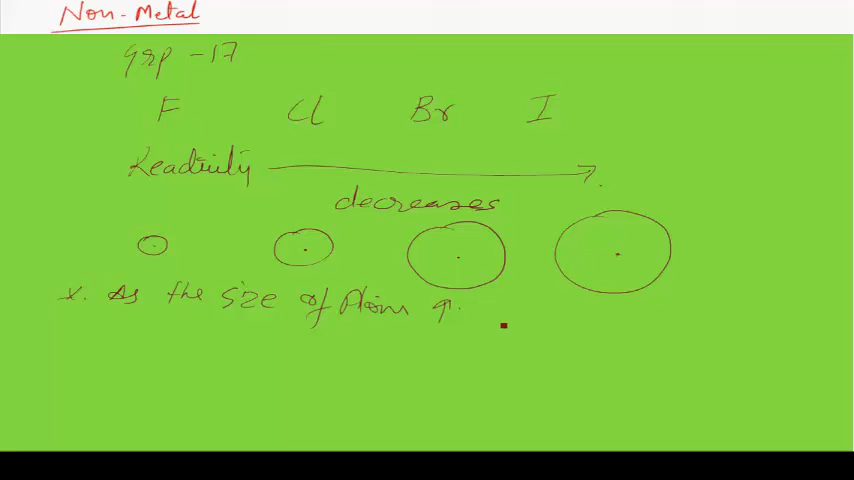 Non-Metal
grp - 17
F Cl Br I
Reactivity
decreases
x. As the size of Atom ↑.